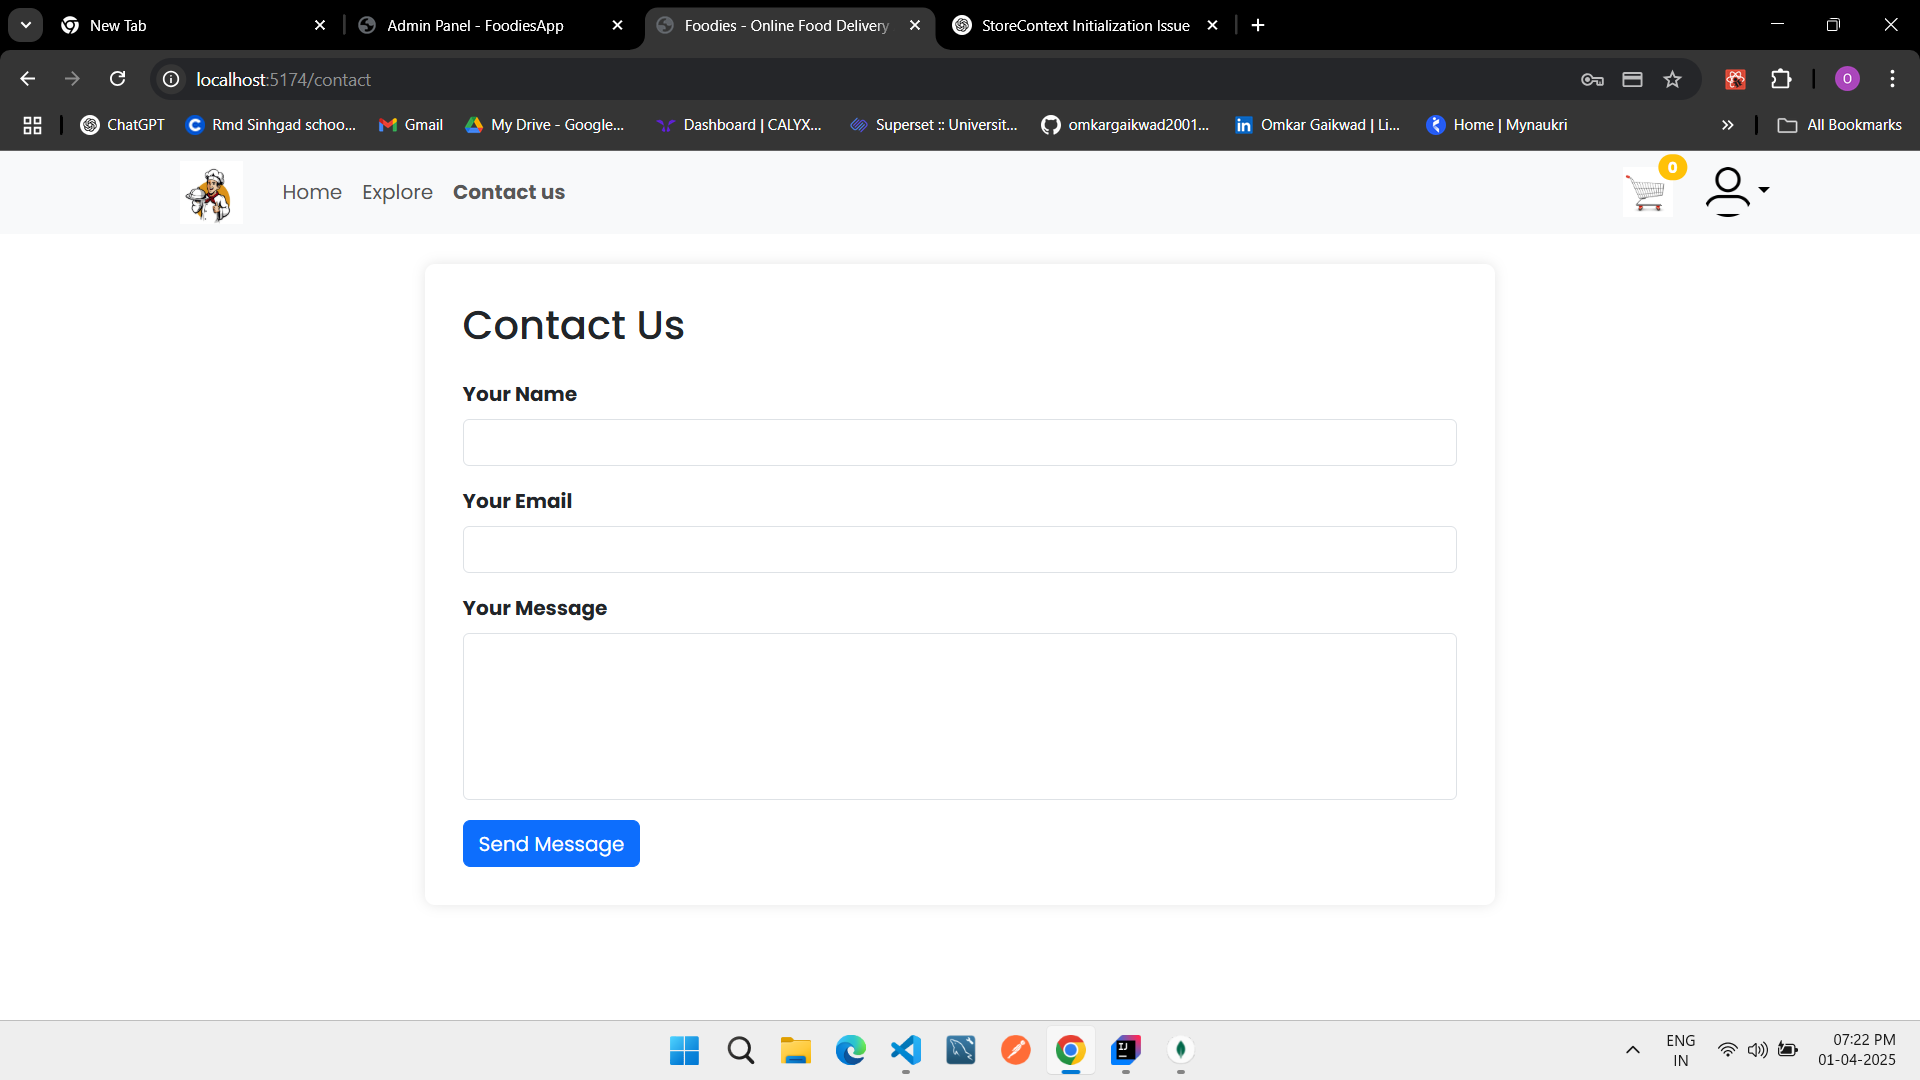 New Tab
Admin Panel - FoodiesApp
Foodies - Online Food Delivery
StoreContext Initialization Issue
localhost:5174/contact
O
ChatGPT
Rmd Sinhgad schoo...
Gmail
My Drive - Google...
Dashboard | CALYX...
Superset :: Universit...
omkargaikwad2001...
Omkar Gaikwad | Li...
Home | Mynaukri
All Bookmarks
Home
Explore
Contact us
0
Contact Us
Your Name
Your Email
Your Message
Send Message
IJ
ENG
IN
07:22 PM
01-04-2025